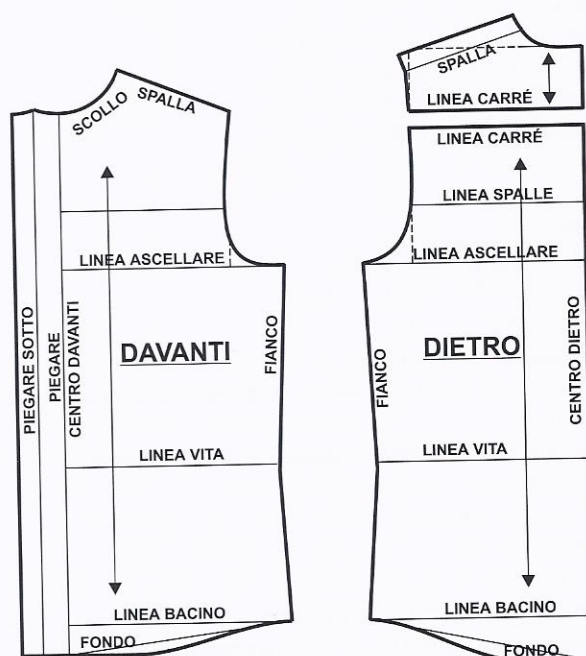 SCOLLO
SPALLA
LINEA ASCELLARE
PIEGARE SOTTO
PIEGARE
CENTRO DAVANTI
DAVANTI
FIANCO
LINEA VITA
LINEA BACINO
FONDO
SPALLA
LINEA CARRÉ
LINEA CARRÉ
LINEA SPALLE
LINEA ASCELLARE
DIETRO
FIANCO
CENTRO DIETRO
LINEA VITA
LINEA BACINO
FONDO